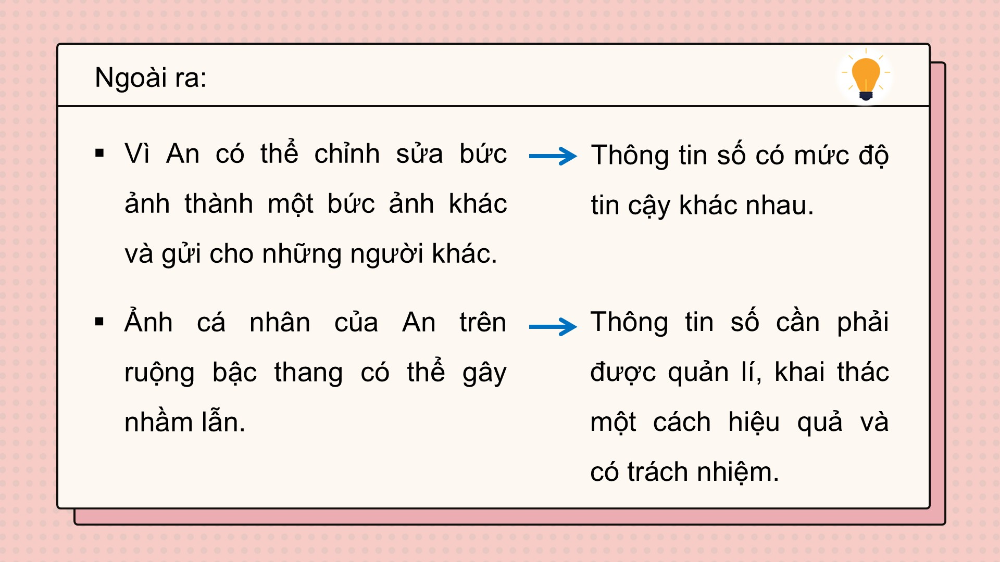 Ngoài ra:
▪ Vì An có thể chỉnh sửa bức
ảnh thành một bức ảnh khác
và gửi cho những người khác.
Thông tin số có mức độ
tin cậy khác nhau.
▪ Ảnh cá nhân của An trên
ruộng bậc thang có thể gây
nhầm lẫn.
Thông tin số cần phải
được quản lí, khai thác
một cách hiệu quả và
có trách nhiệm.